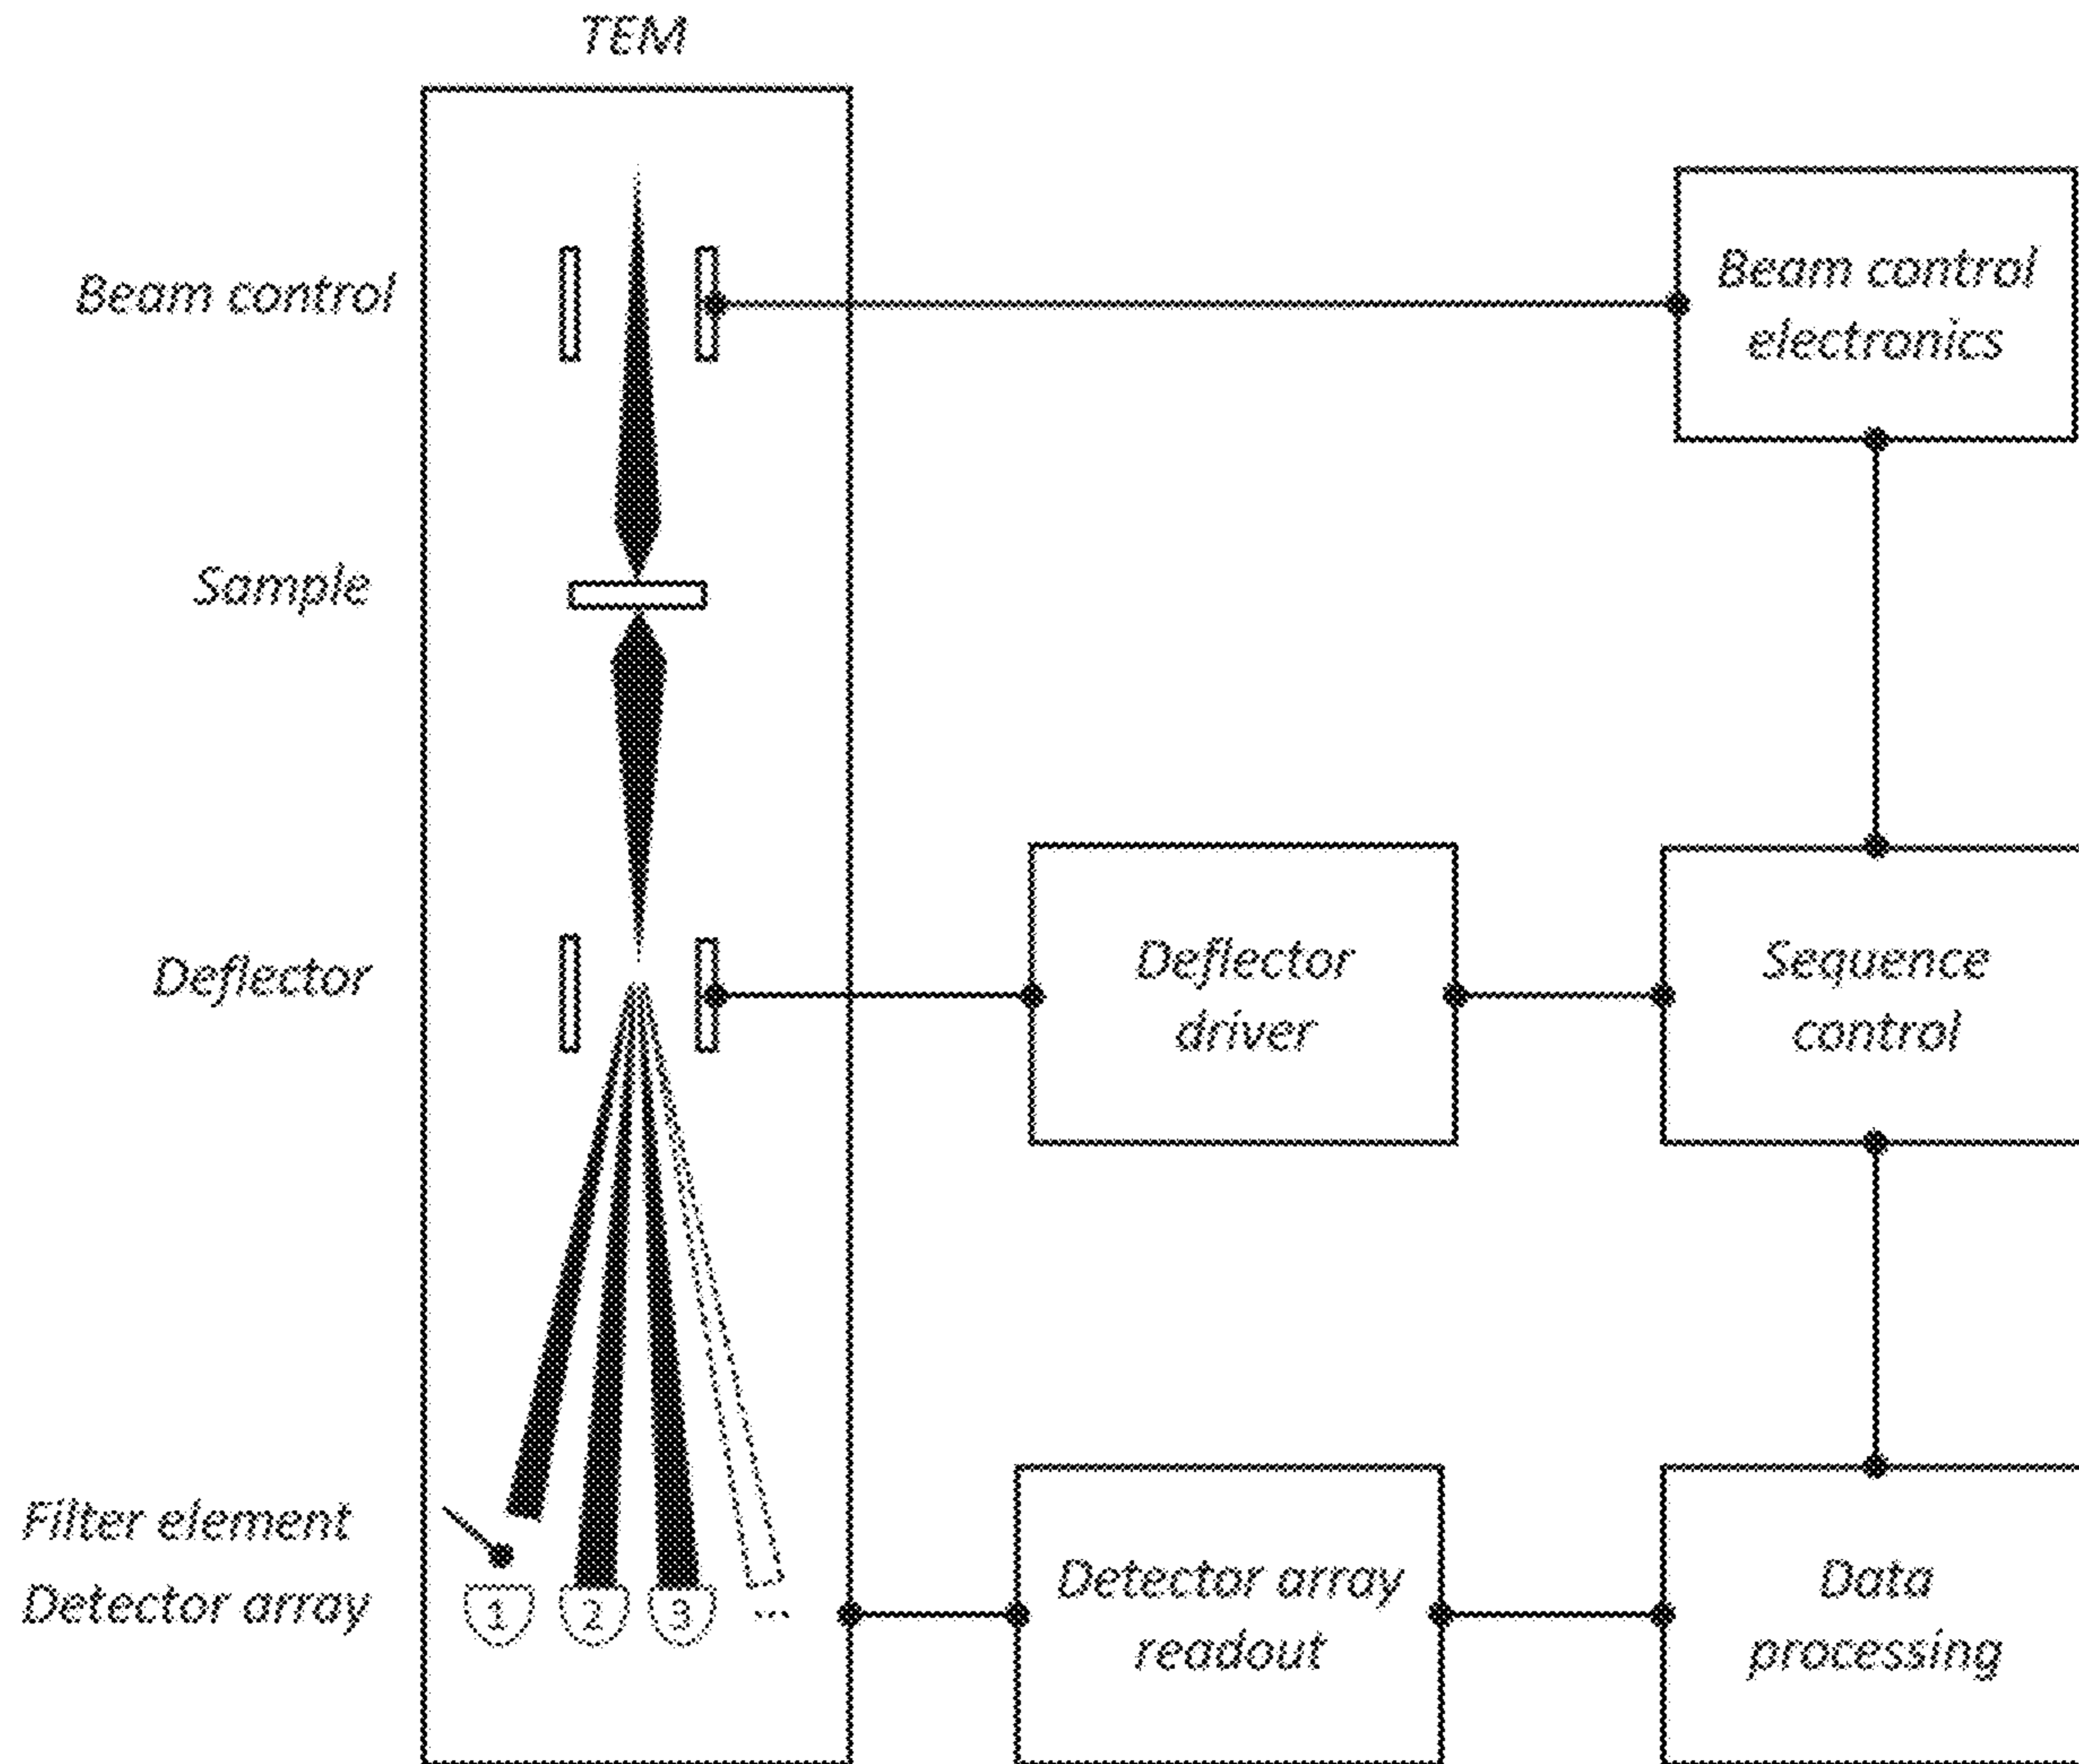 TEM
Beam control
Beam control
electronics
Sample
Deflector
Deflector
driver
Sequence
control
Filter element
Detector array
1 2 3 ...
Detector array
readout
Data
processing